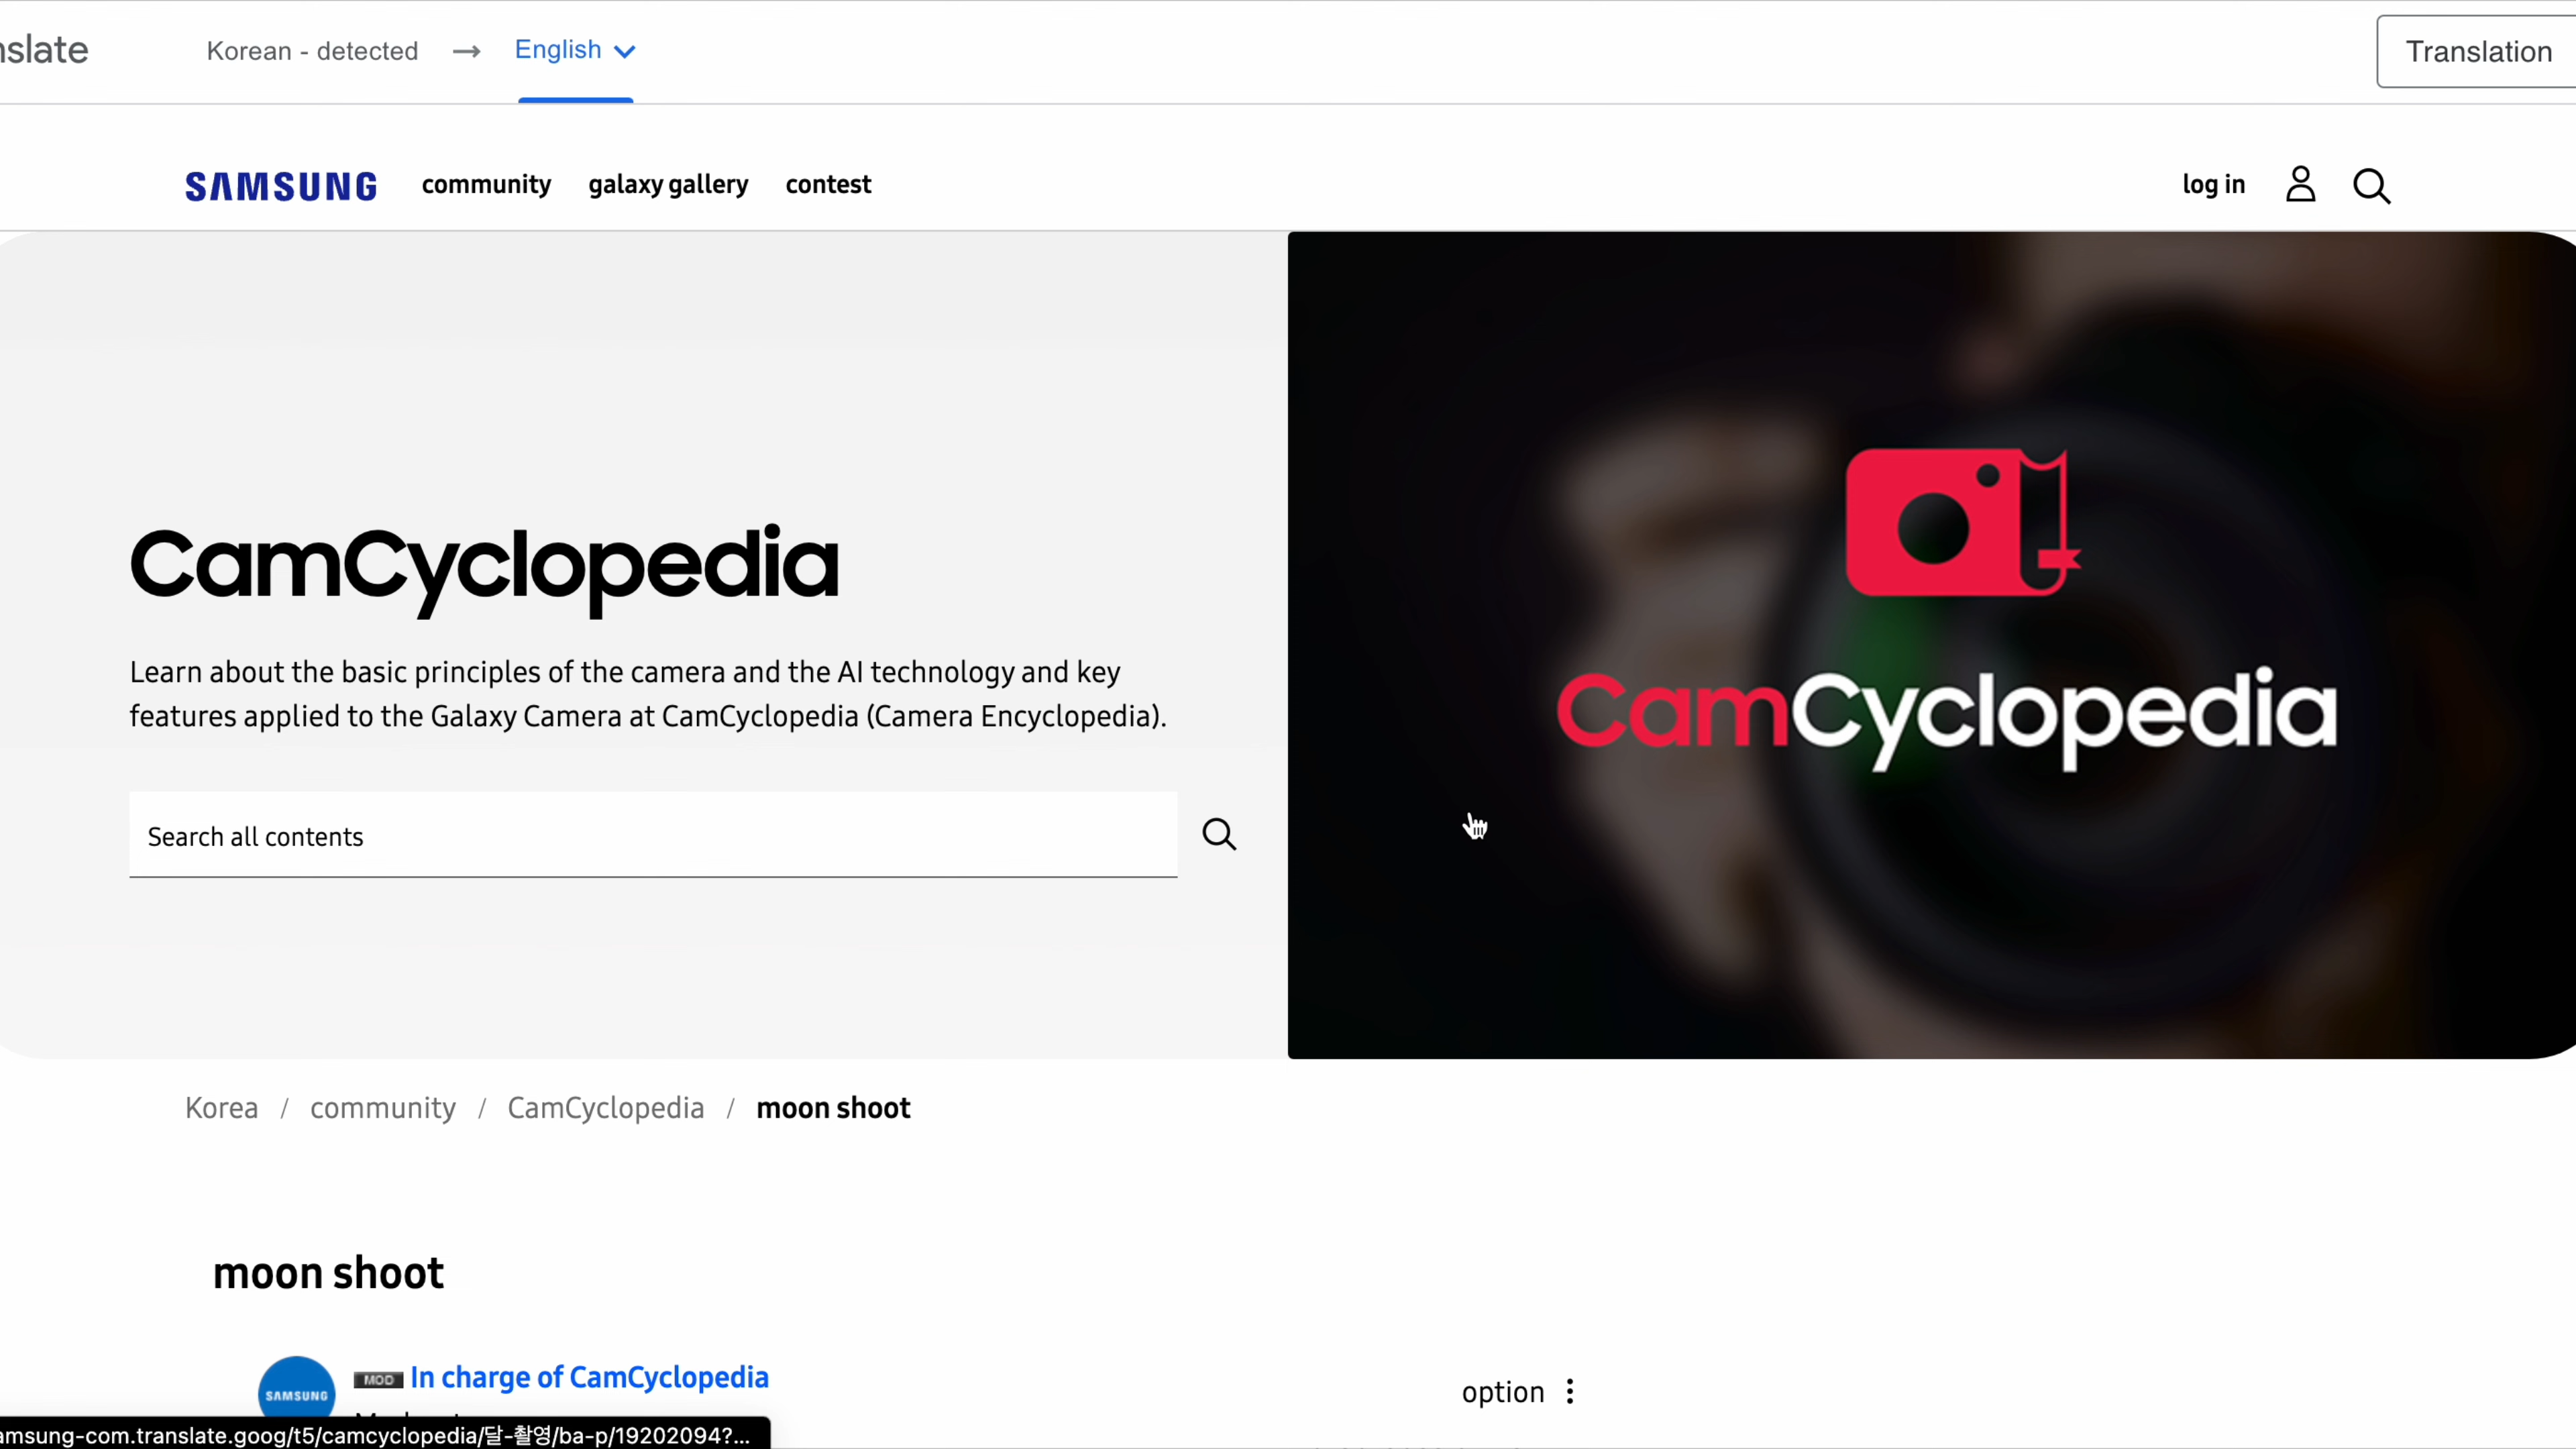 nslate
Korean - detected → English
Translation
SAMSUNG community galaxy gallery contest
log in
CamCyclopedia
Learn about the basic principles of the camera and the AI technology and key
features applied to the Galaxy Camera at CamCyclopedia (Camera Encyclopedia).
Search all contents
CamCyclopedia
Korea / community / CamCyclopedia / moon shoot
moon shoot
SAMSUNG
MOD In charge of CamCyclopedia
option
amsung-com.translate.goog/t5/camcyclopedia/달-촬영/ba-p/19202094?...